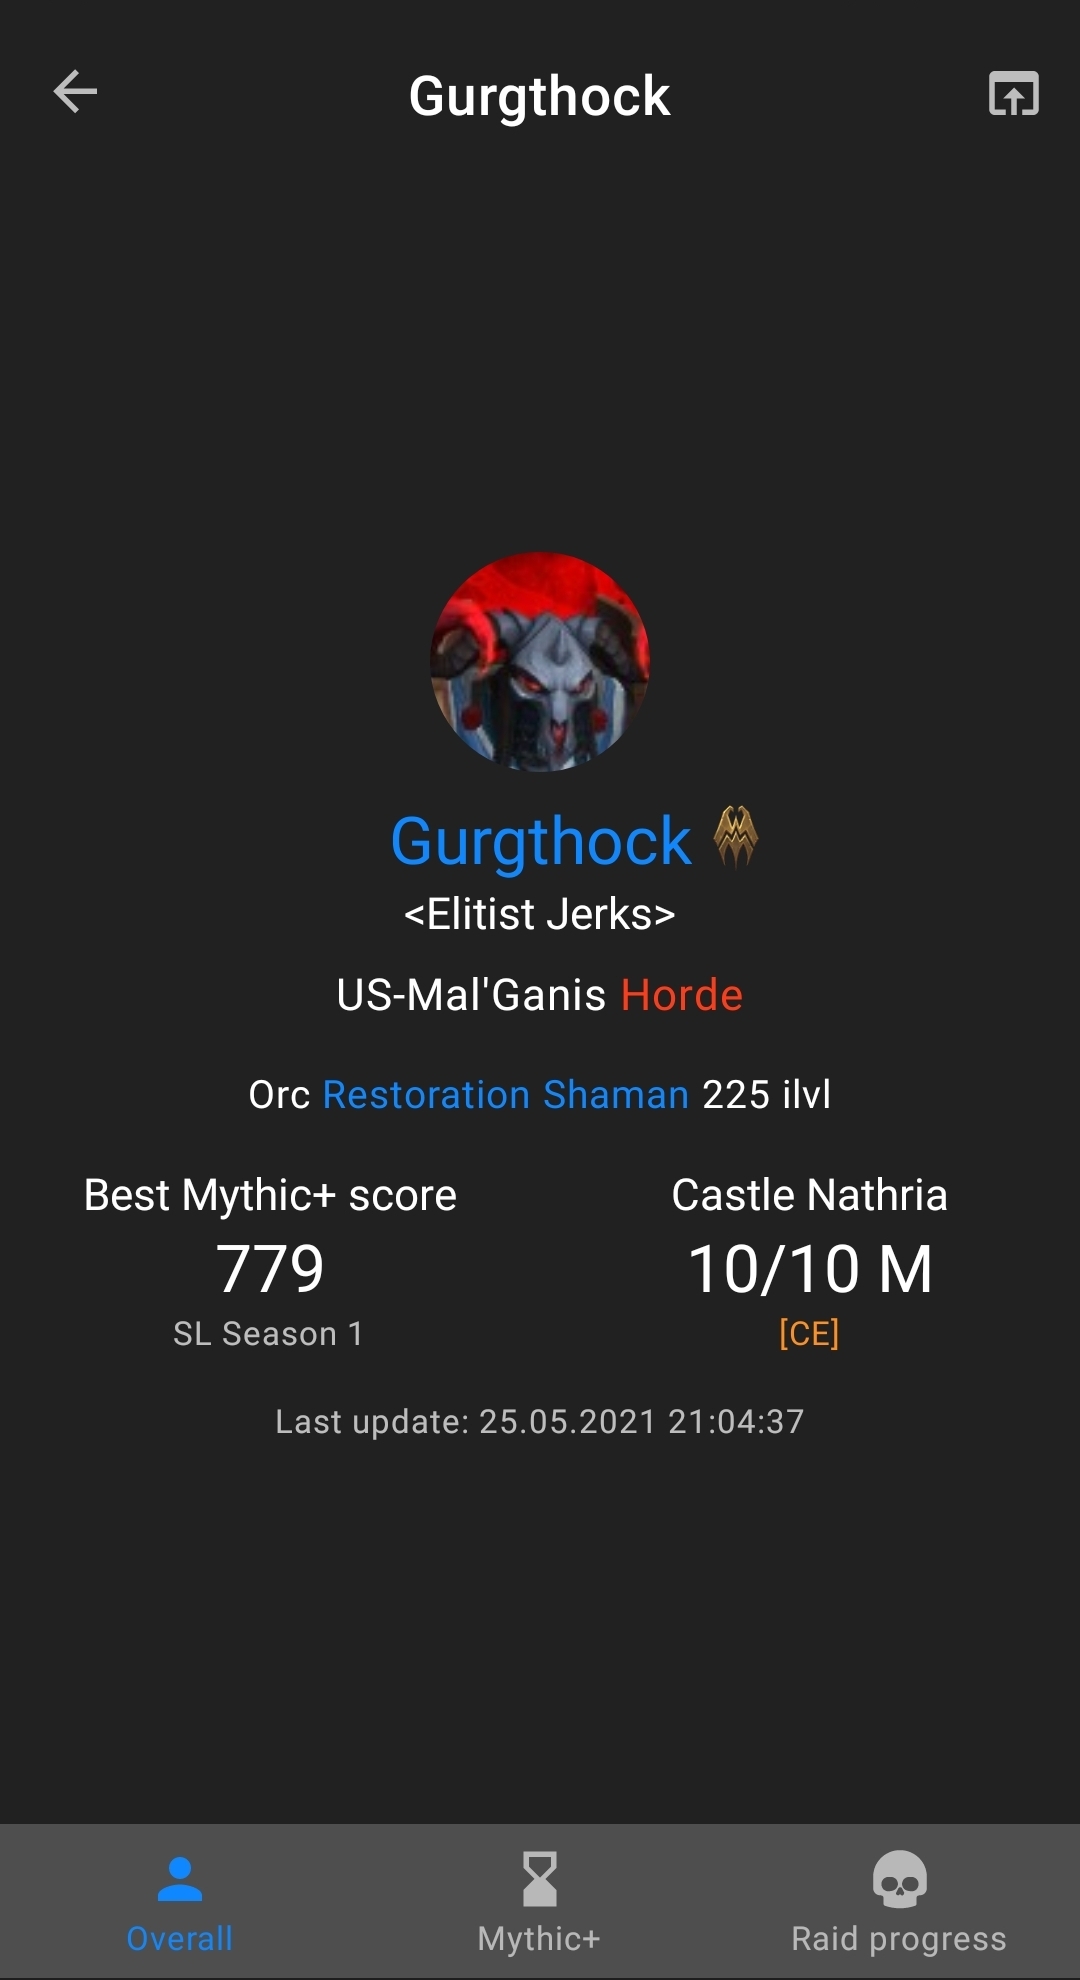 Gurgthock
Gurgthock
<Elitist Jerks>
US-Mal'Ganis Horde
Orc Restoration Shaman 225 ilvl
Best Mythic+ score
779
SL Season 1
Castle Nathria
10/10 M
[CE]
Last update: 25.05.2021 21:04:37
Overall
Mythic+
Raid progress